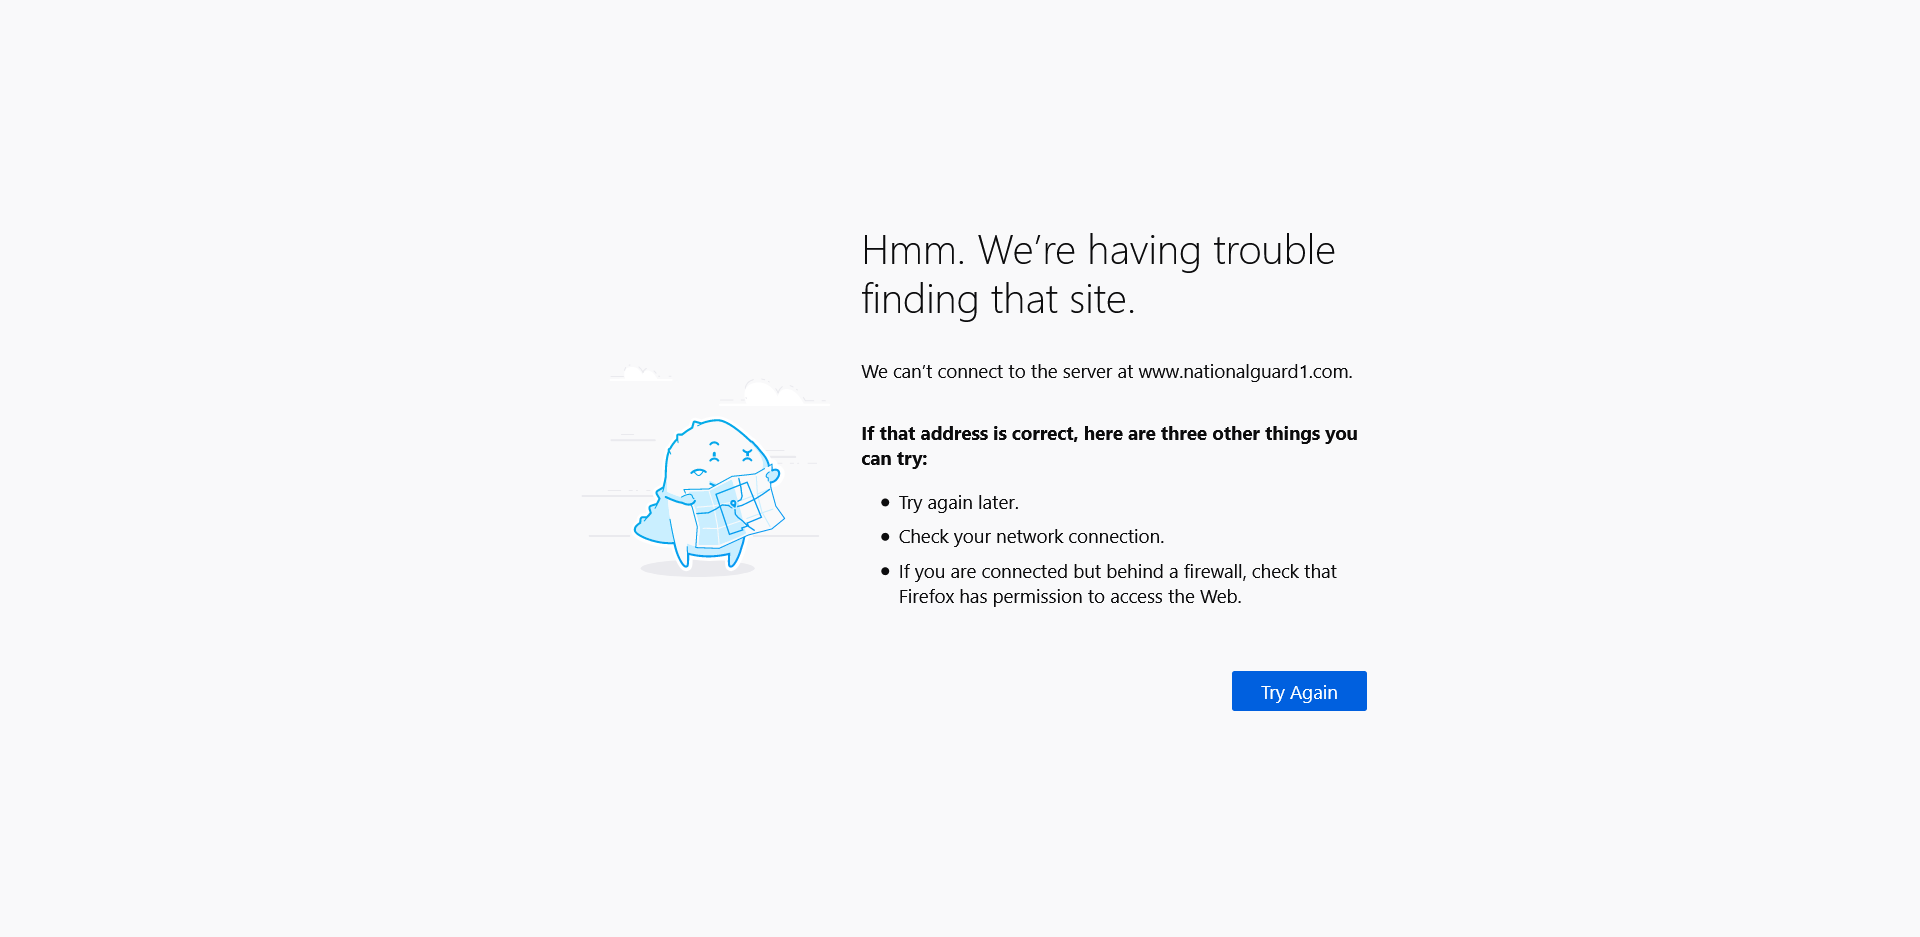 Hmm. We’re having trouble
finding that site.
We can’t connect to the server at www.nationalguard1.com.
If that address is correct, here are three other things you
can try:
Try again later.
Check your network connection.
If you are connected but behind a firewall, check that
Firefox has permission to access the Web.
Try Again